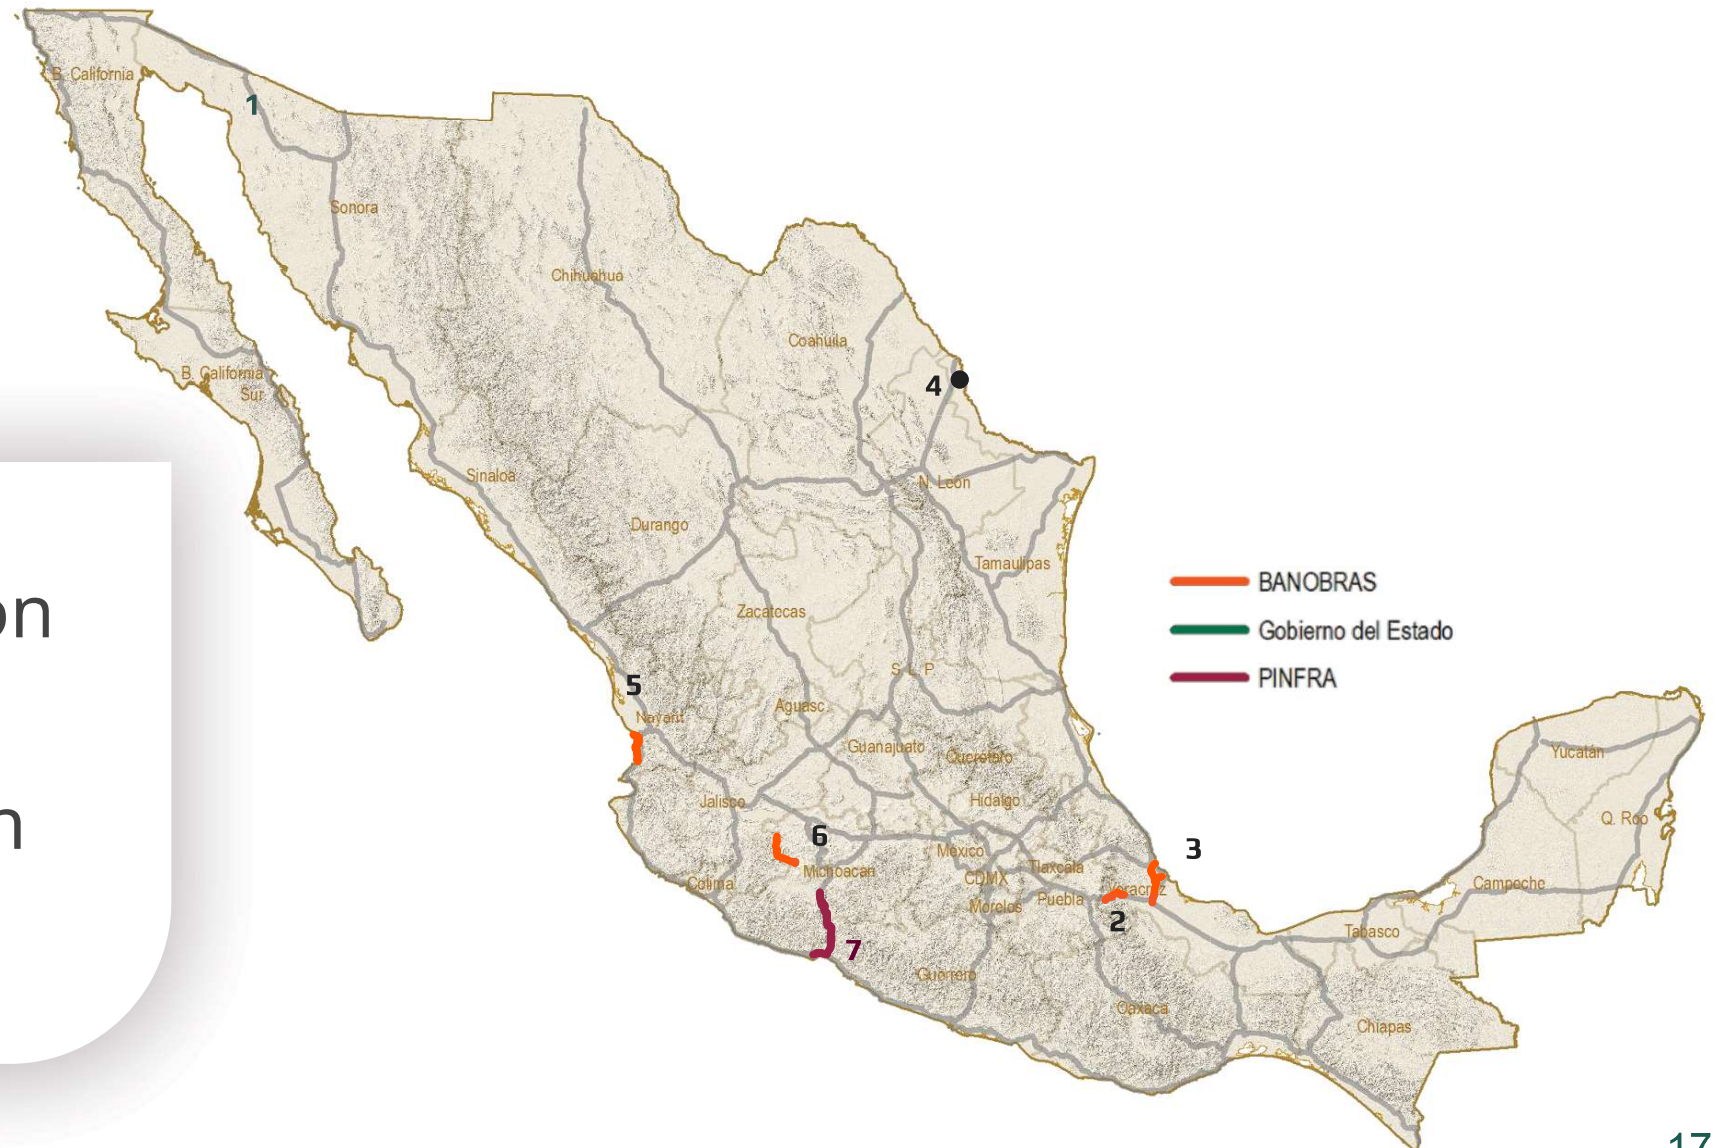 B. California
1
Sonora
Chihuahua
Coahuila
B. California
Sur
4
Sinaloa
N. León
Durango
Tamaulipas
Zacatecas
BANOBRAS
Gobierno del Estado
PINFRA
on
n
S L P
5
Nayarit
Aguasc.
Guanajuato
Querétaro
Yucatán
Jalisco
Hidalgo
Q. Roo
6
México
3
Michoacán
Tlaxcala
CDMX
Colima
Veracruz
Campeche
Morelos
Puebla
2
Tabasco
7
Guerrero
Oaxaca
Chiapas
17